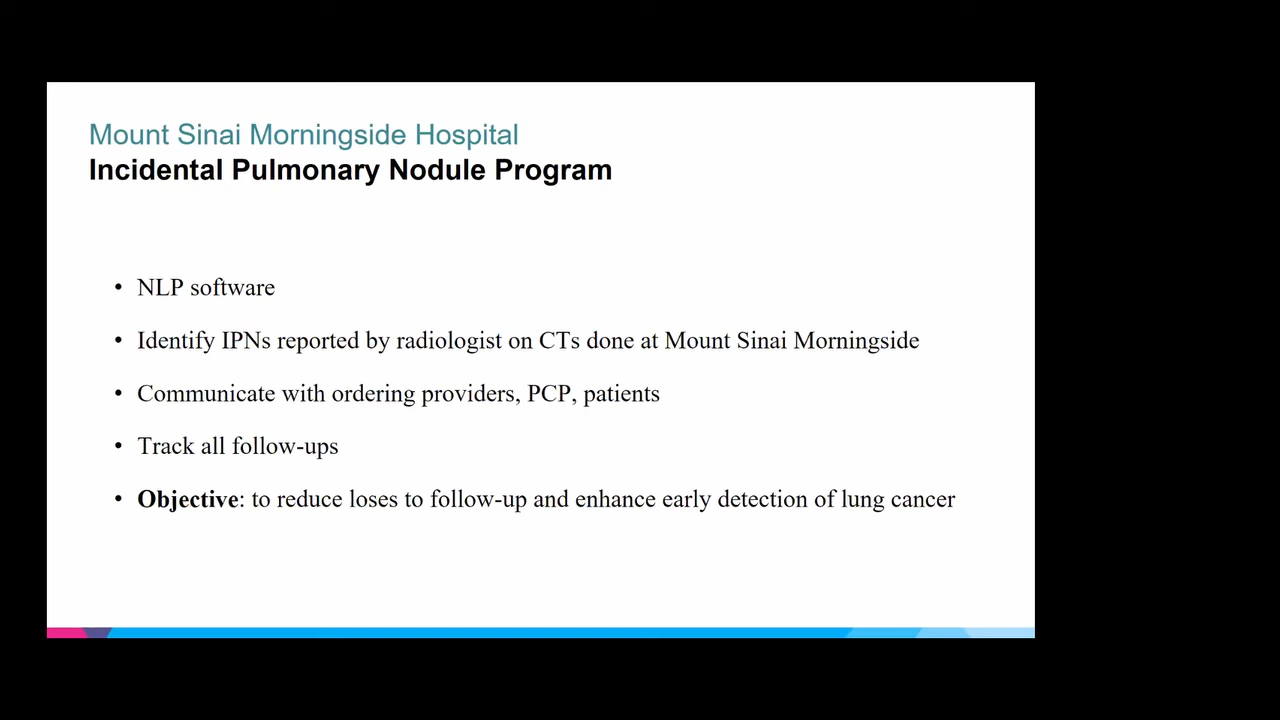 Mount Sinai Morningside Hospital
Incidental Pulmonary Nodule Program
• NLP software
• Identify IPNs reported by radiologist on CTs done at Mount Sinai Morningside
• Communicate with ordering providers, PCP, patients
• Track all follow-ups
• Objective: to reduce loses to follow-up and enhance early detection of lung cancer